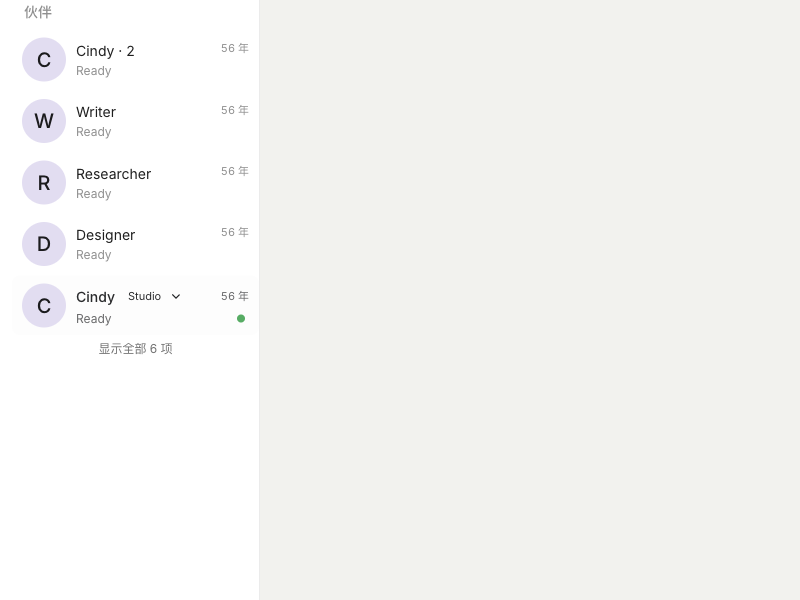 伙伴
C
Cindy · 2
56 年
Ready
W
Writer
56 年
Ready
R
Researcher
56 年
Ready
D
Designer
56 年
Ready
C
Cindy Studio
56 年
Ready
显示全部 6 项